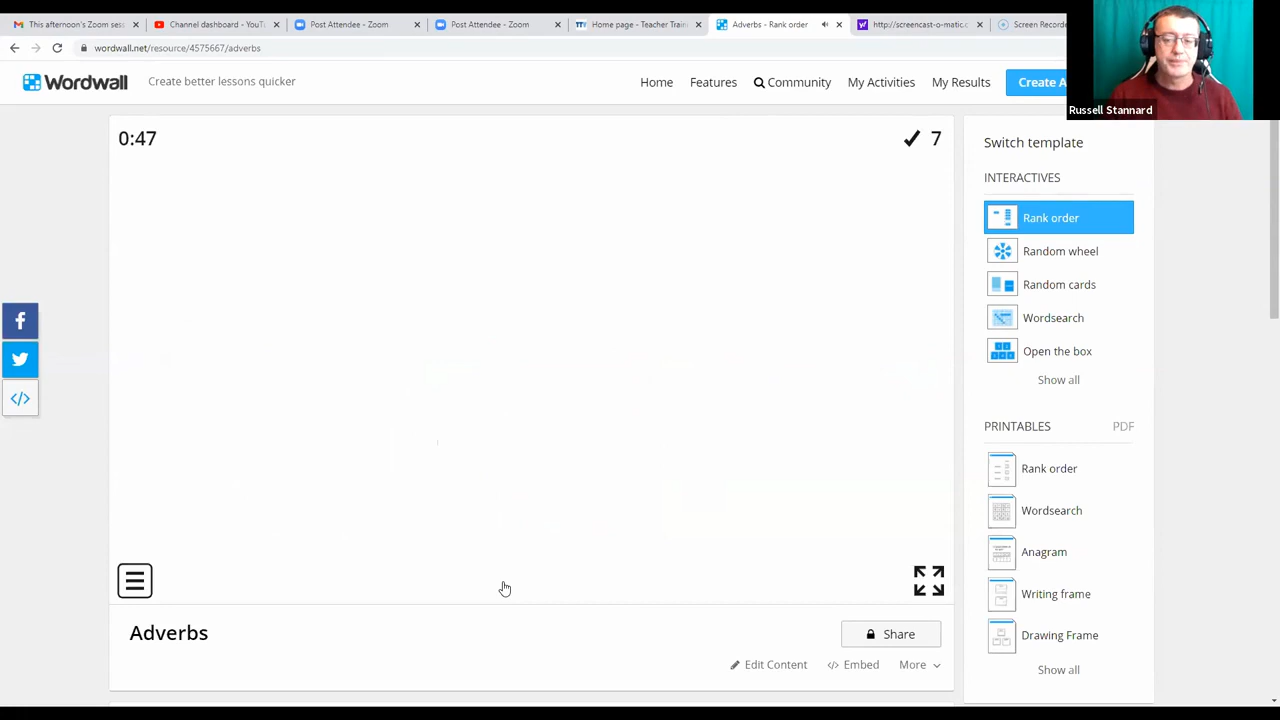 This afternoon's Zoom ses
Channel dashboard - YouT
Post Attendee - Zoom
Post Attendee - Zoom
Home page - Teacher Train
Adverbs - Rank order
http://screencast-o-matic.c
Screen Recorde
wordwall.net/resource/4575667/adverbs
Wordwall
Create better lessons quicker
Home
Features
Community
My Activities
My Results
Create A
Russell Stannard
0:47
7
Switch template
INTERACTIVES
Rank order
Random wheel
Random cards
Wordsearch
Open the box
Show all
PRINTABLES
PDF
Rank order
Wordsearch
Anagram
Writing frame
Drawing Frame
Show all
Adverbs
Share
Edit Content
Embed
More